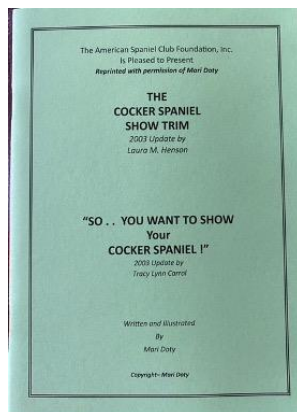 The American Spaniel Club Foundation, Inc.
Is Pleased to Present
Reprinted with permission of Mari Doty
THE
COCKER SPANIEL
SHOW TRIM
2003 Update by
Laura M. Henson
"SO . . YOU WANT TO SHOW
Your
COCKER SPANIEL !"
2003 Update by
Tracy Lynn Carrol
Written and Illustrated
By
Mari Doty
Copyright– Mari Doty